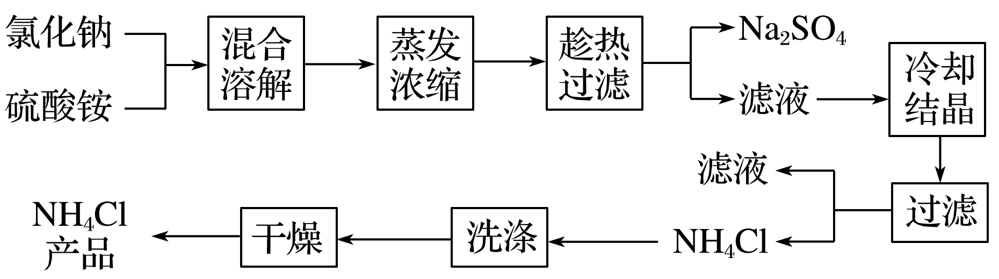 氯化钠
硫酸铵
混合
溶解
蒸发
浓缩
趁热
过滤
Na₂SO₄
滤液
冷却
结晶
过滤
滤液
NH₄Cl
洗涤
干燥
NH₄Cl
产品